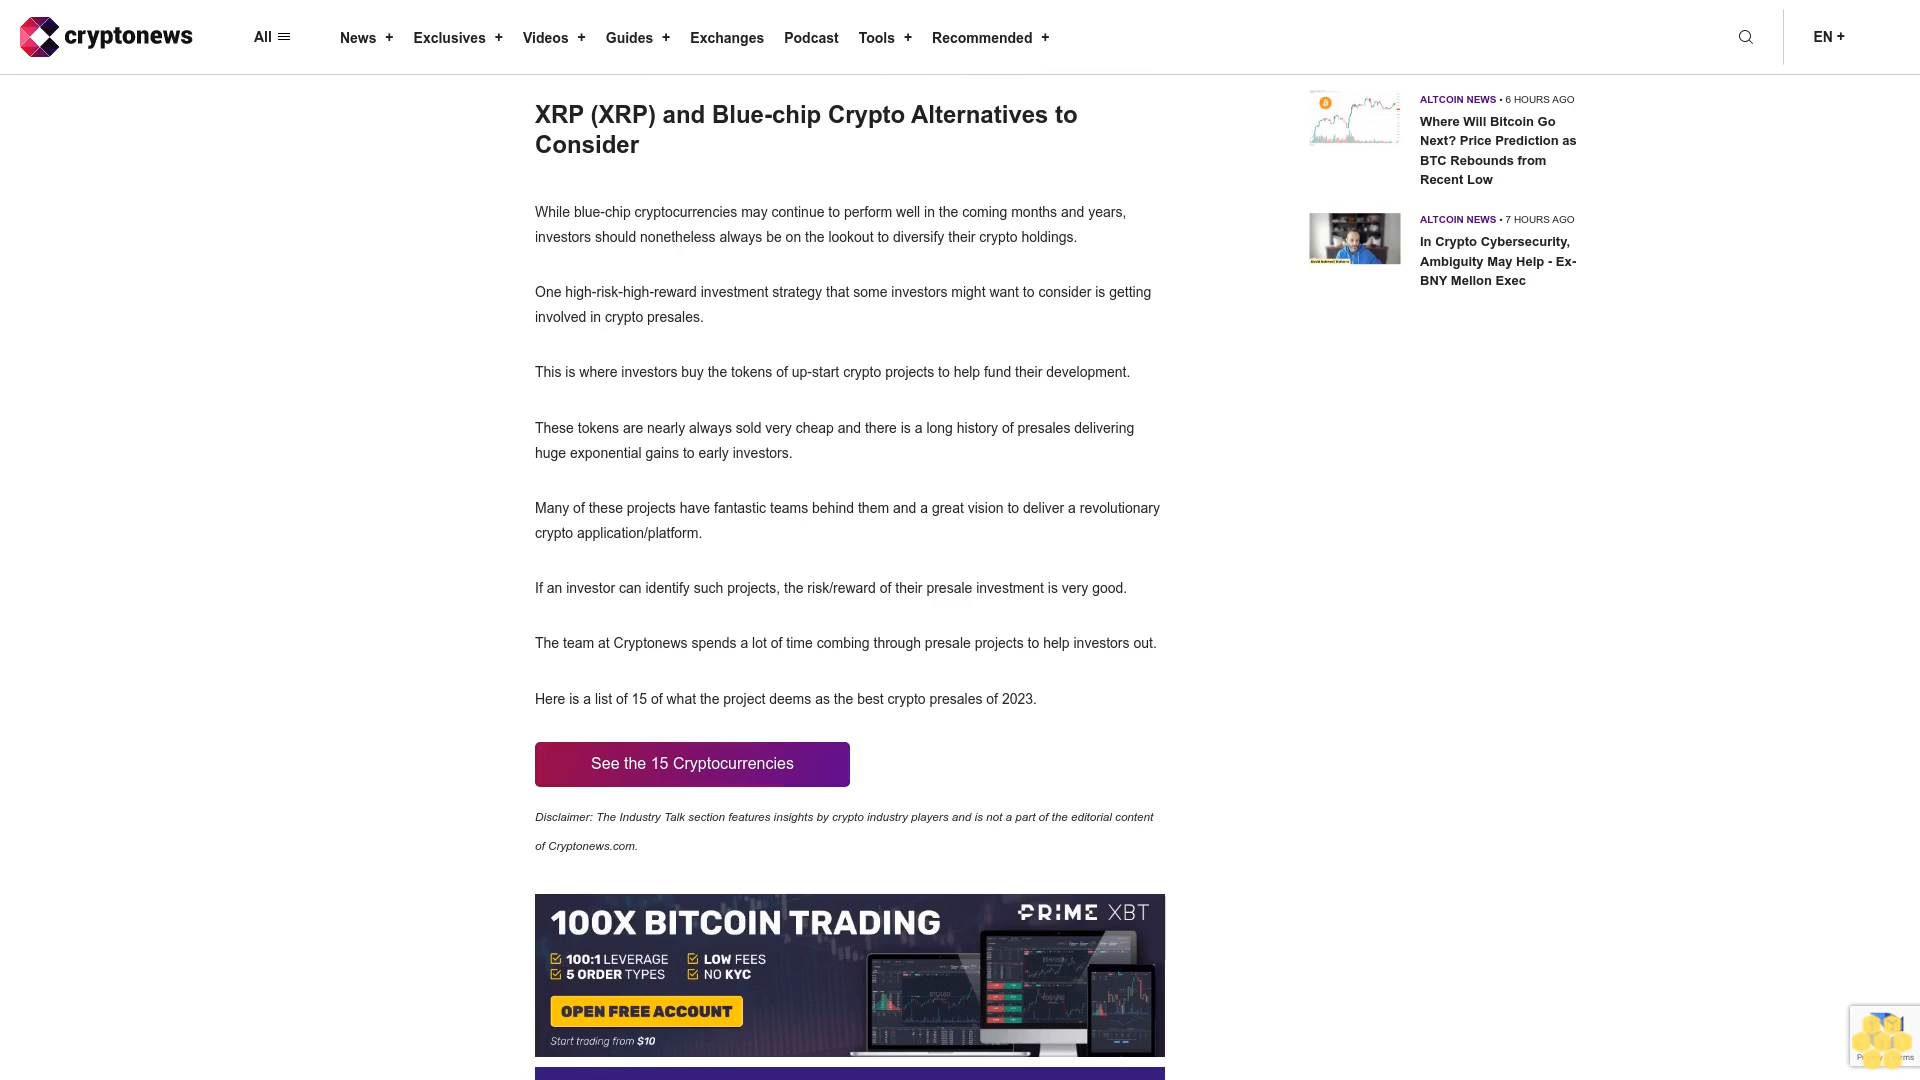 cryptonews
All
News +
Exclusives +
Videos +
Guides +
Exchanges
Podcast
Tools +
Recommended +
EN +
XRP (XRP) and Blue-chip Crypto Alternatives to
Consider
While blue-chip cryptocurrencies may continue to perform well in the coming months and years,
investors should nonetheless always be on the lookout to diversify their crypto holdings.
One high-risk-high-reward investment strategy that some investors might want to consider is getting
involved in crypto presales.
This is where investors buy the tokens of up-start crypto projects to help fund their development.
These tokens are nearly always sold very cheap and there is a long history of presales delivering
huge exponential gains to early investors.
Many of these projects have fantastic teams behind them and a great vision to deliver a revolutionary
crypto application/platform.
If an investor can identify such projects, the risk/reward of their presale investment is very good.
The team at Cryptonews spends a lot of time combing through presale projects to help investors out.
Here is a list of 15 of what the project deems as the best crypto presales of 2023.
See the 15 Cryptocurrencies
Disclaimer: The Industry Talk section features insights by crypto industry players and is not a part of the editorial content
of Cryptonews.com.
100X BITCOIN TRADING
PRIME XBT
100:1 LEVERAGE
LOW FEES
5 ORDER TYPES
NO KYC
OPEN FREE ACCOUNT
Start trading from $10
ALTCOIN NEWS • 6 HOURS AGO
Where Will Bitcoin Go
Next? Price Prediction as
BTC Rebounds from
Recent Low
ALTCOIN NEWS • 7 HOURS AGO
In Crypto Cybersecurity,
Ambiguity May Help - Ex-
BNY Mellon Exec